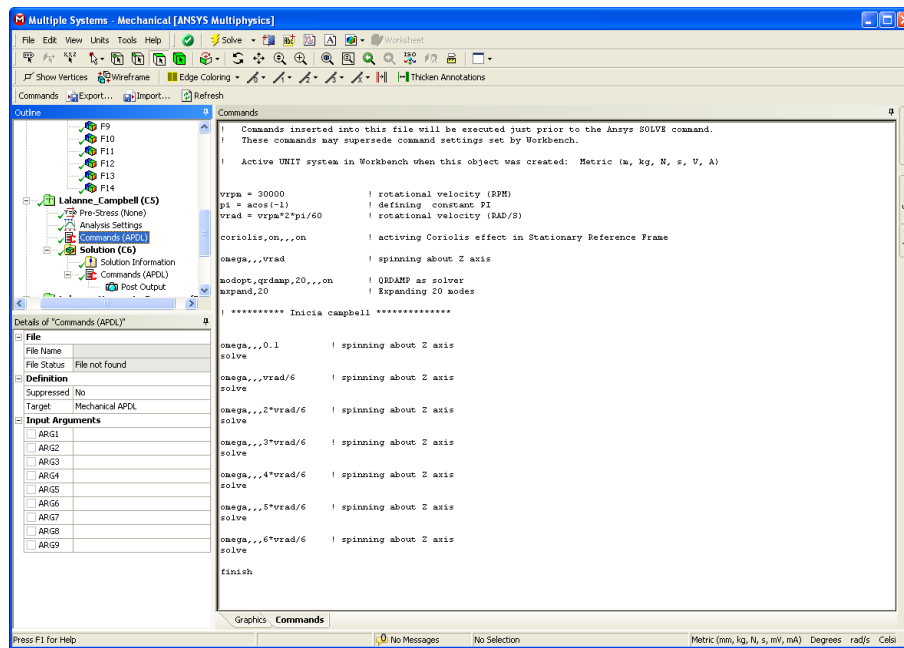 Multiple Systems - Mechanical [ANSYS Multiphysics]
File Edit View Units Tools Help Solve Worksheet
Show Vertices Wireframe Edge Coloring Thicken Annotations
Commands Export... Import... Refresh
Outline
F9
F10
F11
F12
F13
F14
Lalanne_Campbell (C5)
Pre-Stress (None)
Analysis Settings
Commands (APDL)
Solution (C6)
Solution Information
Commands (APDL)
Post Output
Details of "Commands (APDL)"
File
File Name
File Status File not found
Definition
Suppressed No
Target Mechanical APDL
Input Arguments
ARG1
ARG2
ARG3
ARG4
ARG5
ARG6
ARG7
ARG8
ARG9
Commands
! Commands inserted into this file will be executed just prior to the Ansys SOLVE command.
! These commands may supersede command settings set by Workbench.
! Active UNIT system in Workbench when this object was created: Metric (m, kg, N, s, V, A)
vrpm = 30000 ! rotational velocity (RPM)
pi = acos(-1) ! defining constant PI
vrad = vrpm*2*pi/60 ! rotational velocity (RAD/S)
coriolis,on,,,on ! activing Coriolis effect in Stationary Reference Frame
omega,,,vrad ! spinning about Z axis
modopt,qrdamp,20,,,on ! QRDAMP as solver
mxpand,20 ! Expanding 20 modes
! ********** Inicia campbell **************
omega,,,0.1 ! spinning about Z axis
solve
omega,,,vrad/6 ! spinning about Z axis
solve
omega,,,2*vrad/6 ! spinning about Z axis
solve
omega,,,3*vrad/6 ! spinning about Z axis
solve
omega,,,4*vrad/6 ! spinning about Z axis
solve
omega,,,5*vrad/6 ! spinning about Z axis
solve
omega,,,6*vrad/6 ! spinning about Z axis
solve
finish
Graphics Commands
Press F1 for Help No Messages No Selection Metric (mm, kg, N, s, mV, mA) Degrees rad/s Celsi